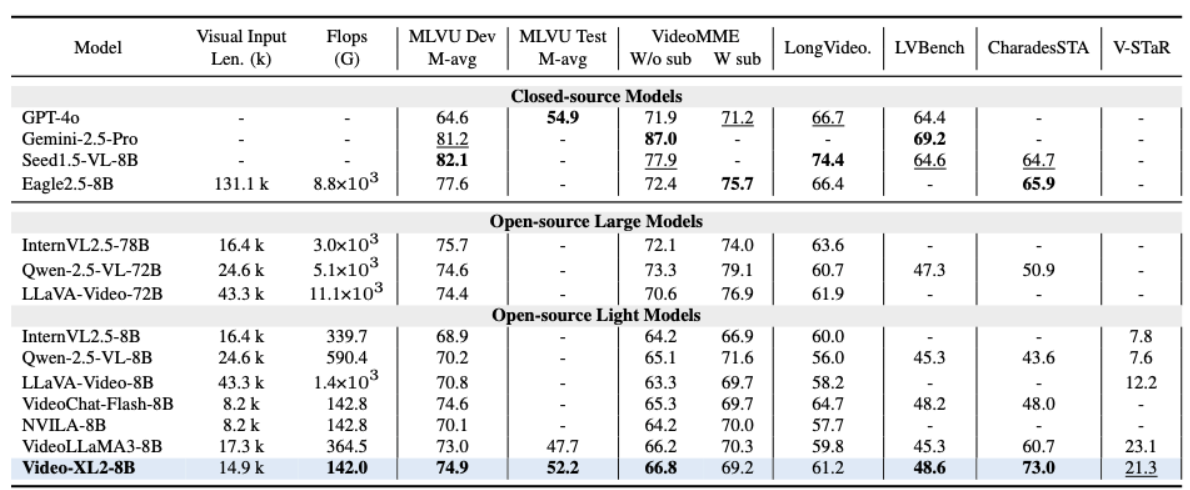 Model Visual Input Len. (k) Flops (G) MLVU Dev M-avg MLVU Test M-avg VideoMME W/o sub W sub LongVideo. LVBench CharadesSTA V-STaR
Closed-source Models
GPT-4o - - 64.6 54.9 71.9 71.2 66.7 64.4 - -
Gemini-2.5-Pro - - 81.2 - 87.0 - - 69.2 - -
Seed1.5-VL-8B - - 82.1 - 77.9 - 74.4 64.6 64.7 -
Eagle2.5-8B 131.1 k 8.8×10³ 77.6 - 72.4 75.7 66.4 - 65.9 -
Open-source Large Models
InternVL2.5-78B 16.4 k 3.0×10³ 75.7 - 72.1 74.0 63.6 - - -
Qwen-2.5-VL-72B 24.6 k 5.1×10³ 74.6 - 73.3 79.1 60.7 47.3 50.9 -
LLaVA-Video-72B 43.3 k 11.1×10³ 74.4 - 70.6 76.9 61.9 - - -
Open-source Light Models
InternVL2.5-8B 16.4 k 339.7 68.9 - 64.2 66.9 60.0 - - 7.8
Qwen-2.5-VL-8B 24.6 k 590.4 70.2 - 65.1 71.6 56.0 45.3 43.6 7.6
LLaVA-Video-8B 43.3 k 1.4×10³ 70.8 - 63.3 69.7 58.2 - - 12.2
VideoChat-Flash-8B 8.2 k 142.8 74.6 - 65.3 69.7 64.7 48.2 48.0 -
NVILA-8B 8.2 k 142.8 70.1 - 64.2 70.0 57.7 - - -
VideoLLaMA3-8B 17.3 k 364.5 73.0 47.7 66.2 70.3 59.8 45.3 60.7 23.1
Video-XL2-8B 14.9 k 142.0 74.9 52.2 66.8 69.2 61.2 48.6 73.0 21.3